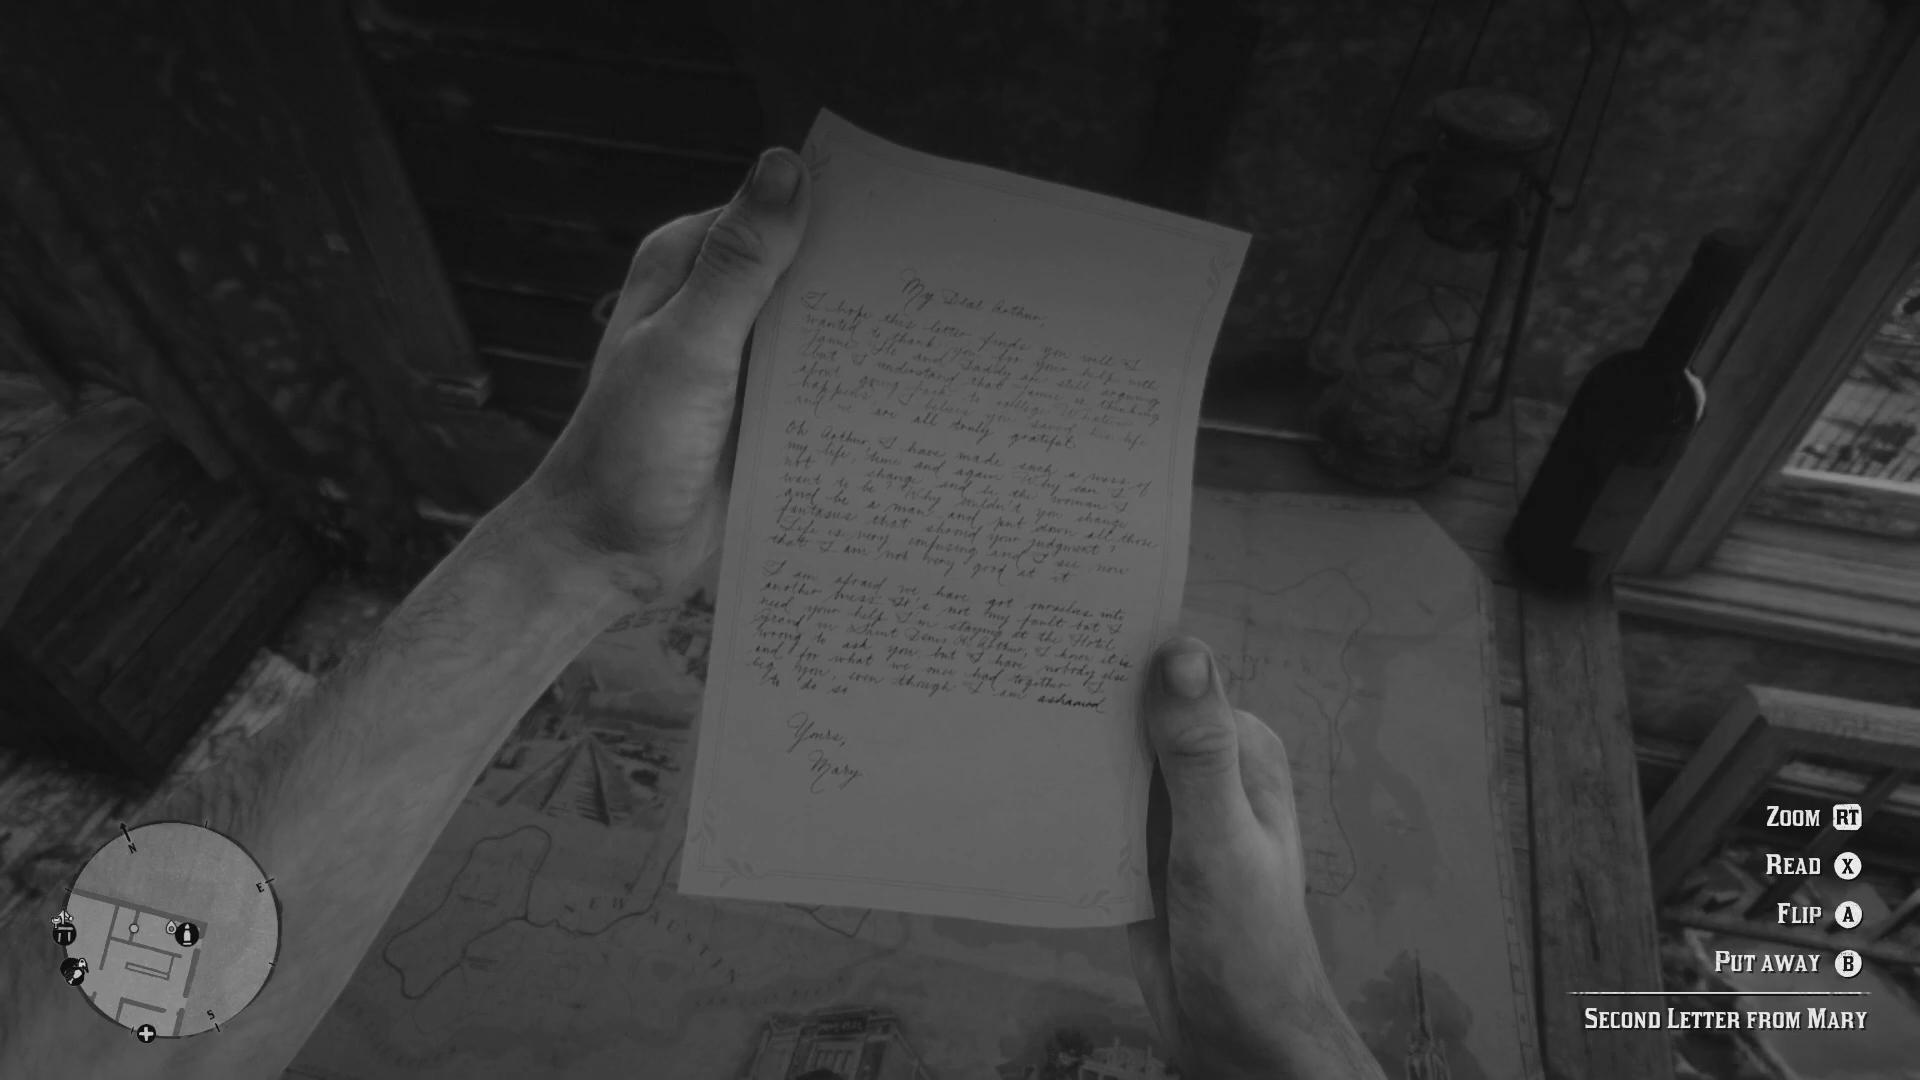 My Dear Arthur,
I hope this letter finds you well. I
wanted to thank you for your help with
Jamie. He and Daddy are still arguing
but I understand that Jamie is thinking
about going back to college. Whatever
happens, I believe you saved his life
and we are all truly grateful.
Oh Arthur, I have made such a mess of
my life, time and again. Why can I
not change and be the woman I
want to be? Why couldn't you change
and be a man and put down all those
fantasies that shroud your judgment?
Life is very confusing and I see now
that I am not very good at it
I am afraid we have got ourselves into
another mess. It's not my fault but I
need your help. I'm staying at the Hotel
Grand in Saint Denis. Oh Arthur, I know it is
wrong to ask you, but I have nobody else
and for what we once had together I
beg you, even though I am ashamed
to do so
Yours,
Mary
NEW AUSTIN
N
E
S
ZOOM RT
READ X
FLIP A
PUT AWAY B
SECOND LETTER FROM MARY